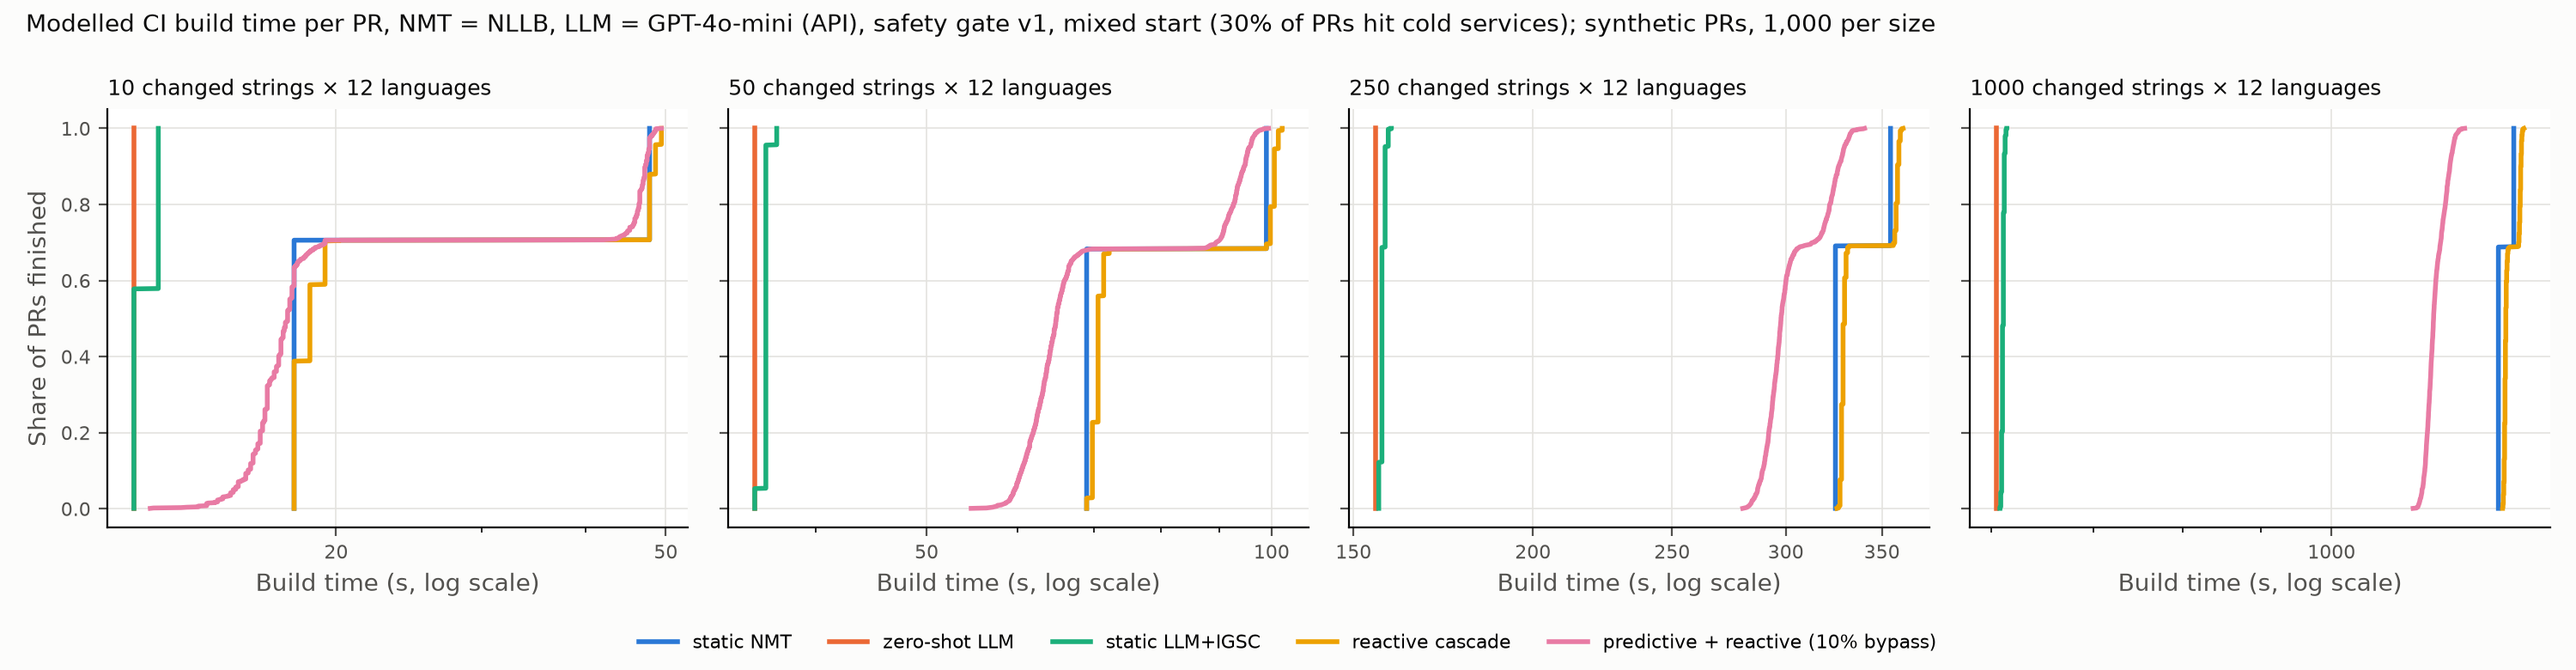 Modelled CI build time per PR, NMT = NLLB, LLM = GPT-4o-mini (API), safety gate v1, mixed start (30% of PRs hit cold services); synthetic PRs, 1,000 per size
10 changed strings × 12 languages
50 changed strings × 12 languages
250 changed strings × 12 languages
1000 changed strings × 12 languages
Share of PRs finished
1.0
0.8
0.6
0.4
0.2
0.0
20 50
50 100
150 200 250 300 350
1000
Build time (s, log scale)
Build time (s, log scale)
Build time (s, log scale)
Build time (s, log scale)
static NMT
zero-shot LLM
static LLM+IGSC
reactive cascade
predictive + reactive (10% bypass)